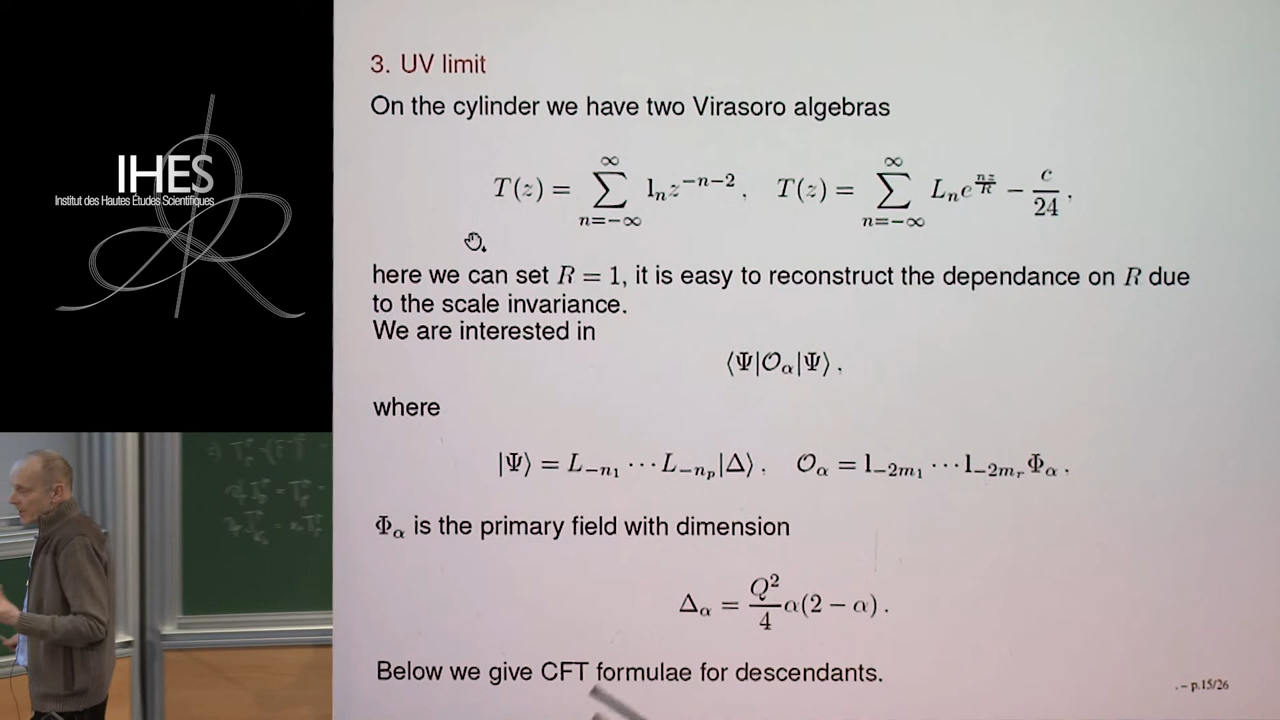 IHES
Institut des Hautes Études Scientifiques
3. UV limit
On the cylinder we have two Virasoro algebras
T(z) = ∑_{n=−∞}^{∞} l_n z^{−n−2} , T(z) = ∑_{n=−∞}^{∞} L_n e^{nz/R} − c/24 ,
here we can set R = 1, it is easy to reconstruct the dependance on R due
to the scale invariance.
We are interested in
⟨Ψ|O_α|Ψ⟩ ,
where
|Ψ⟩ = L_{−n_1} ··· L_{−n_p}|Δ⟩ , O_α = l_{−2m_1} ··· l_{−2m_r}Φ_α .
Φ_α is the primary field with dimension
Δ_α = Q²/4 α(2 − α) .
Below we give CFT formulae for descendants.
. – p.15/26